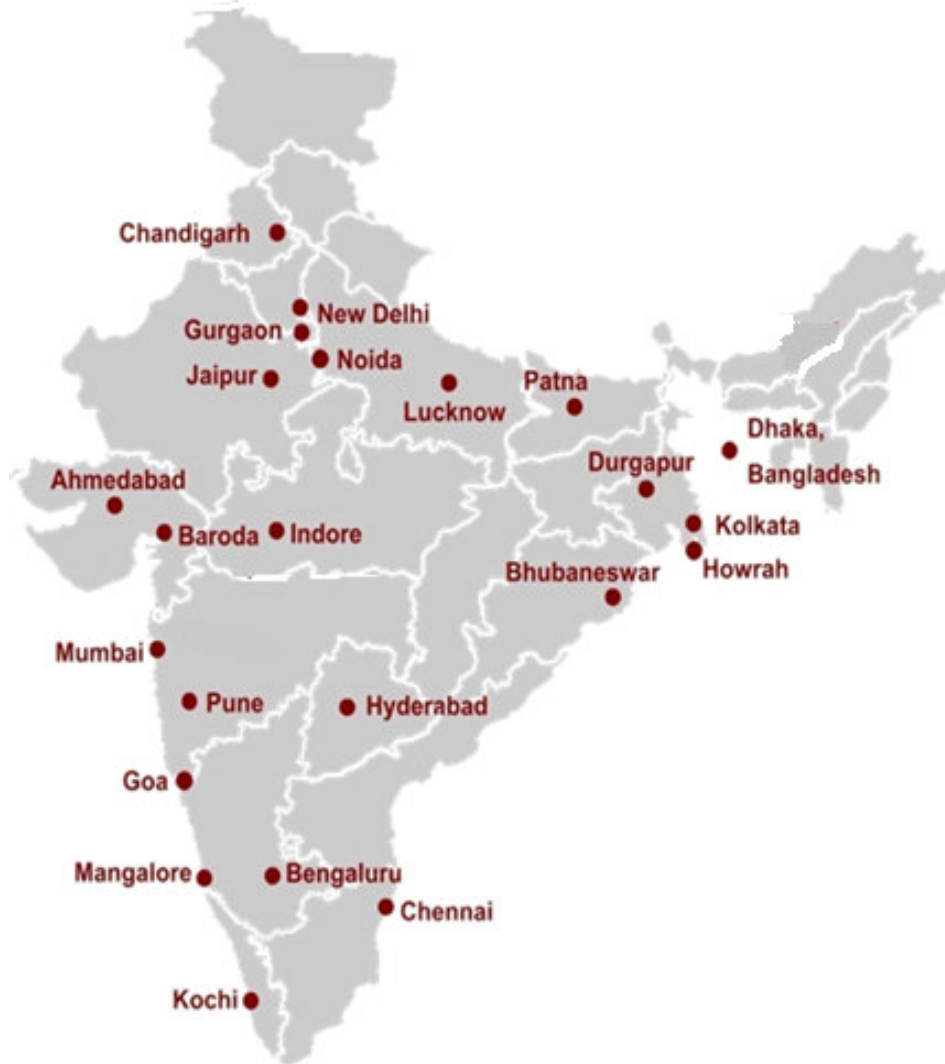 Chandigarh
New Delhi
Gurgaon
Noida
Jaipur
Lucknow
Patna
Dhaka,
Bangladesh
Durgapur
Ahmedabad
Baroda
Indore
Kolkata
Howrah
Bhubaneswar
Mumbai
Pune
Hyderabad
Goa
Mangalore
Bengaluru
Chennai
Kochi